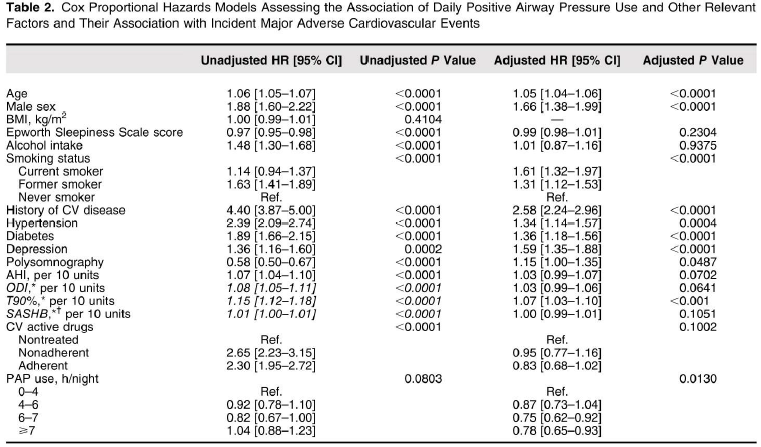 Table 2. Cox Proportional Hazards Models Assessing the Association of Daily Positive Airway Pressure Use and Other Relevant
Factors and Their Association with Incident Major Adverse Cardiovascular Events
Unadjusted HR [95% CI] Unadjusted P Value Adjusted HR [95% CI] Adjusted P Value
Age 1.06 [1.05–1.07] <0.0001 1.05 [1.04–1.06] <0.0001
Male sex 1.88 [1.60–2.22] <0.0001 1.66 [1.38–1.99] <0.0001
BMI, kg/m² 1.00 [0.99–1.01] 0.4104 —
Epworth Sleepiness Scale score 0.97 [0.95–0.98] <0.0001 0.99 [0.98–1.01] 0.2304
Alcohol intake 1.48 [1.30–1.68] <0.0001 1.01 [0.87–1.16] 0.9375
Smoking status <0.0001 <0.0001
Current smoker 1.14 [0.94–1.37] 1.61 [1.32–1.97]
Former smoker 1.63 [1.41–1.89] 1.31 [1.12–1.53]
Never smoker Ref. Ref.
History of CV disease 4.40 [3.87–5.00] <0.0001 2.58 [2.24–2.96] <0.0001
Hypertension 2.39 [2.09–2.74] <0.0001 1.34 [1.14–1.57] 0.0004
Diabetes 1.89 [1.66–2.15] <0.0001 1.36 [1.18–1.56] <0.0001
Depression 1.36 [1.16–1.60] 0.0002 1.59 [1.35–1.88] <0.0001
Polysomnography 0.58 [0.50–0.67] <0.0001 1.15 [1.00–1.35] 0.0487
AHI, per 10 units 1.07 [1.04–1.10] <0.0001 1.03 [0.99–1.07] 0.0702
ODI,* per 10 units 1.08 [1.05–1.11] <0.0001 1.03 [0.99–1.06] 0.0641
T90%,* per 10 units 1.15 [1.12–1.18] <0.0001 1.07 [1.03–1.10] <0.001
SASHB,*† per 10 units 1.01 [1.00–1.01] <0.0001 1.00 [0.99–1.01] 0.1051
CV active drugs <0.0001 0.1002
Nontreated Ref. Ref.
Nonadherent 2.65 [2.23–3.15] 0.95 [0.77–1.16]
Adherent 2.30 [1.95–2.72] 0.83 [0.68–1.02]
PAP use, h/night 0.0803 0.0130
0–4 Ref. Ref.
4–6 0.92 [0.78–1.10] 0.87 [0.73–1.04]
6–7 0.82 [0.67–1.00] 0.75 [0.62–0.92]
⩾7 1.04 [0.88–1.23] 0.78 [0.65–0.93]